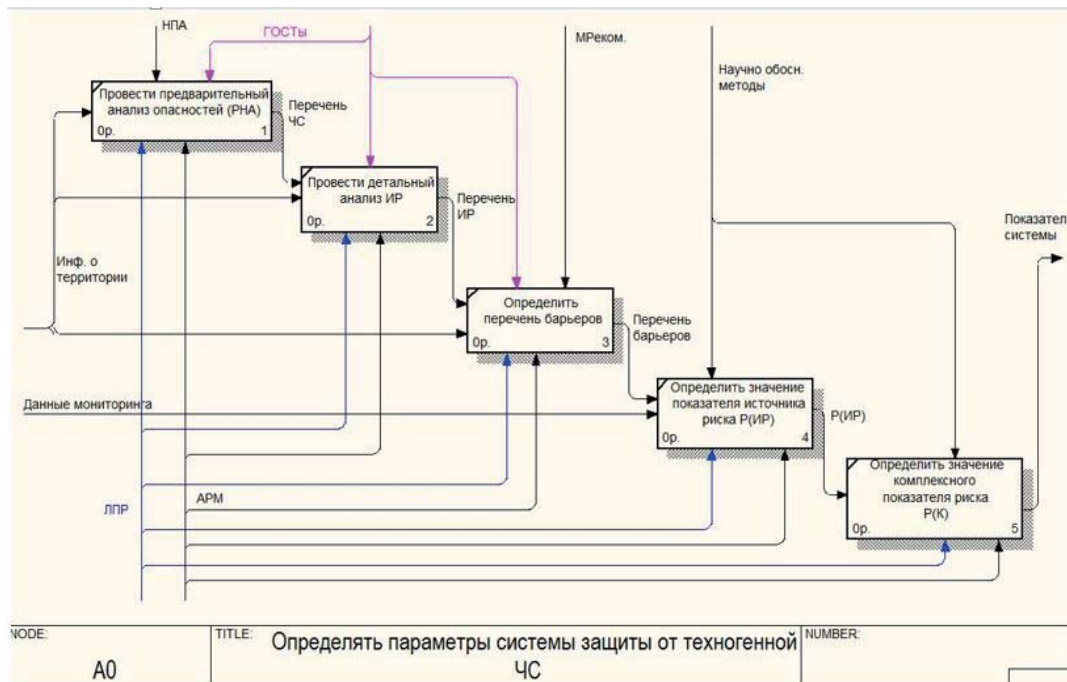 НПА
ГОСТы
МРеком.
Научно обосн.
методы
Провести предварительный
анализ опасностей (PHA)
0р.
1
Перечень
ЧС
Провести детальный
анализ ИР
0р.
2
Перечень
ИР
Показател
системы
Инф. о
территории
Определить
перечень барьеров
0р.
3
Перечень
барьеров
Данные мониторинга
Определить значение
показателя источника
риска Р(ИР)
0р.
4
Р(ИР)
Определить значение
комплексного
показателя риска
Р(К)
0р.
5
АРМ
ЛПР
NODE:
A0
TITLE:
Определять параметры системы защиты от техногенной
ЧС
NUMBER: